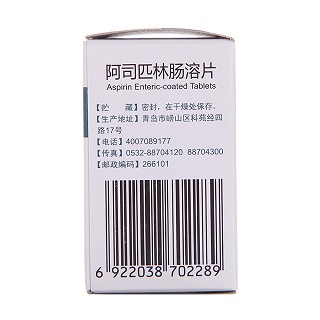 阿司匹林肠溶片
Aspirin Enteric-coated Tablets
【贮　　藏】密封，在干燥处保存。
【生产地址】青岛市崂山区科苑经四
路17号
【电话】4007089177
【传真】0532-88704120 88704300
【邮政编码】266101
6 922038 702289